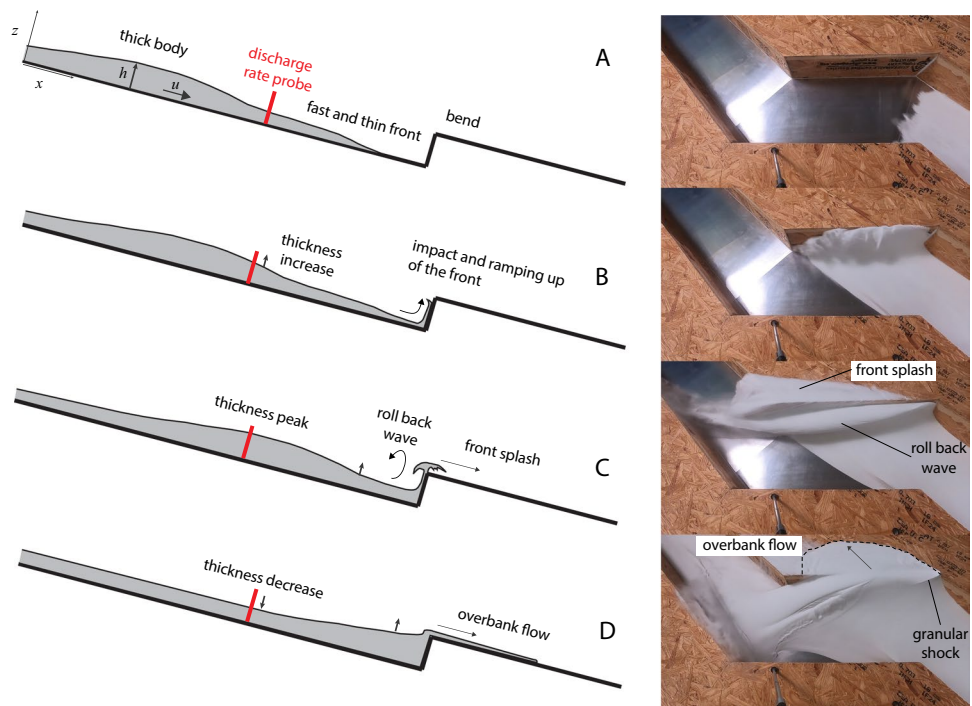 z
x
thick body
h
u
discharge
rate probe
fast and thin front
bend
A
thickness
increase
impact and ramping up
of the front
B
thickness peak
roll back
wave
front splash
C
thickness decrease
overbank flow
D
front splash
roll back
wave
overbank flow
granular
shock